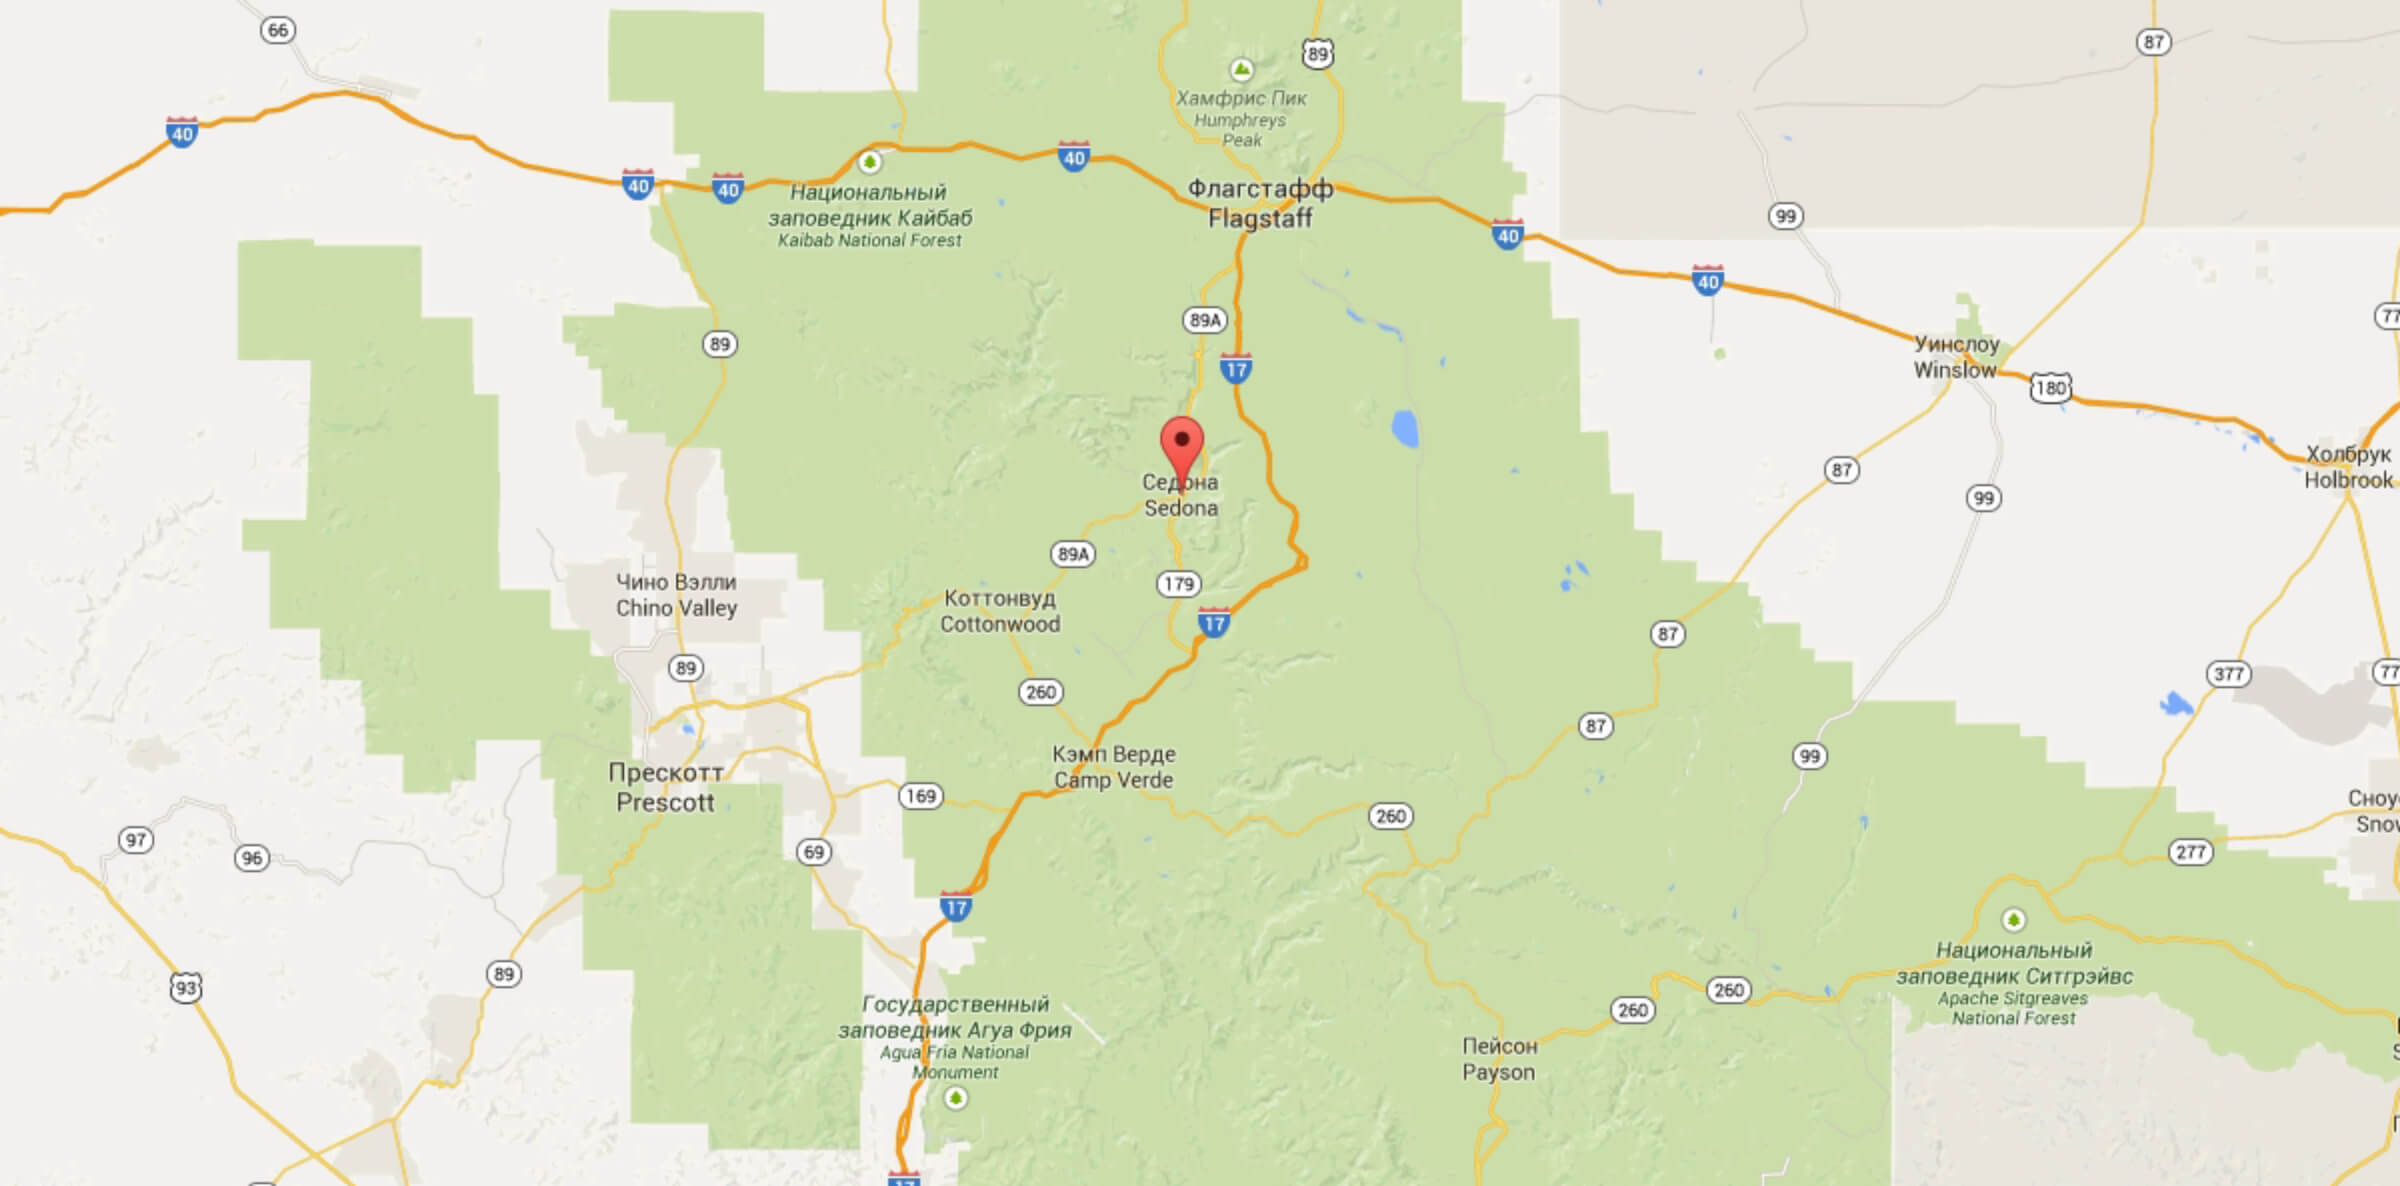 66
89
87
Хамфрис Пик
Humphreys
Peak
40
40
40
40
Национальный
заповедник Кайбаб
Kaibab National Forest
Флагстафф
Flagstaff
99
40
40
89A
89
17
77
Уинслоу
Winslow
180
Холбрук
Holbrook
87
99
Седона
Sedona
89A
179
Чино Вэлли
Chino Valley
Коттонвуд
Cottonwood
17
87
89
260
377
77
87
99
Кэмп Верде
Camp Verde
Прескотт
Prescott
169
260
97
96
69
277
Сноу
Snow
17
93
89
Национальный
заповедник Ситгрэйвс
Apache Sitgreaves
National Forest
260
260
Государственный
заповедник Агуа Фрия
Agua Fria National
Monument
Пейсон
Payson
17